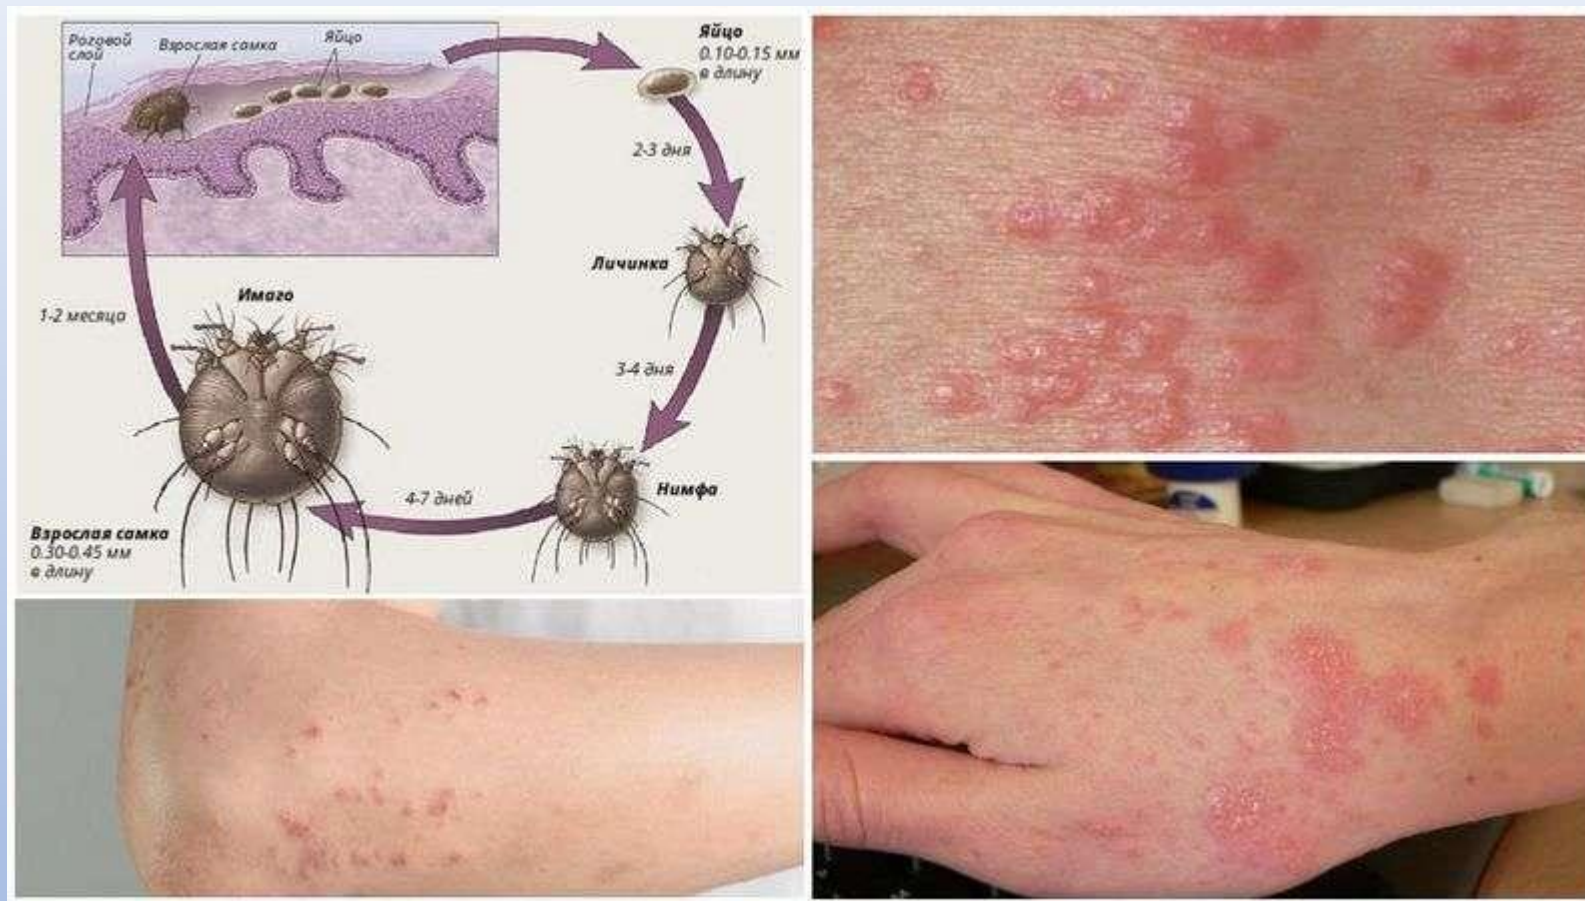 Роговой
слой
Взрослая самка
Яйцо
Яйцо
0.10-0.15 мм
в длину
2-3 дня
Личинка
3-4 дня
Нимфа
4-7 дней
Имаго
1-2 месяца
Взрослая самка
0.30-0.45 мм
в длину